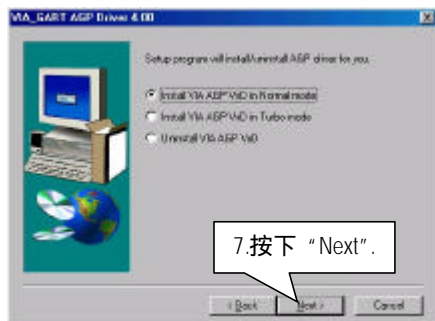 VIA_GART AGP Driver 4.00
Setup program will install/uninstall AGP driver for you.
Install VIA AGP VxD in Normal mode
Install VIA AGP VxD in Turbo mode
Uninstall VIA AGP VxD
7.按下 “Next”.
< Back
Next >
Cancel